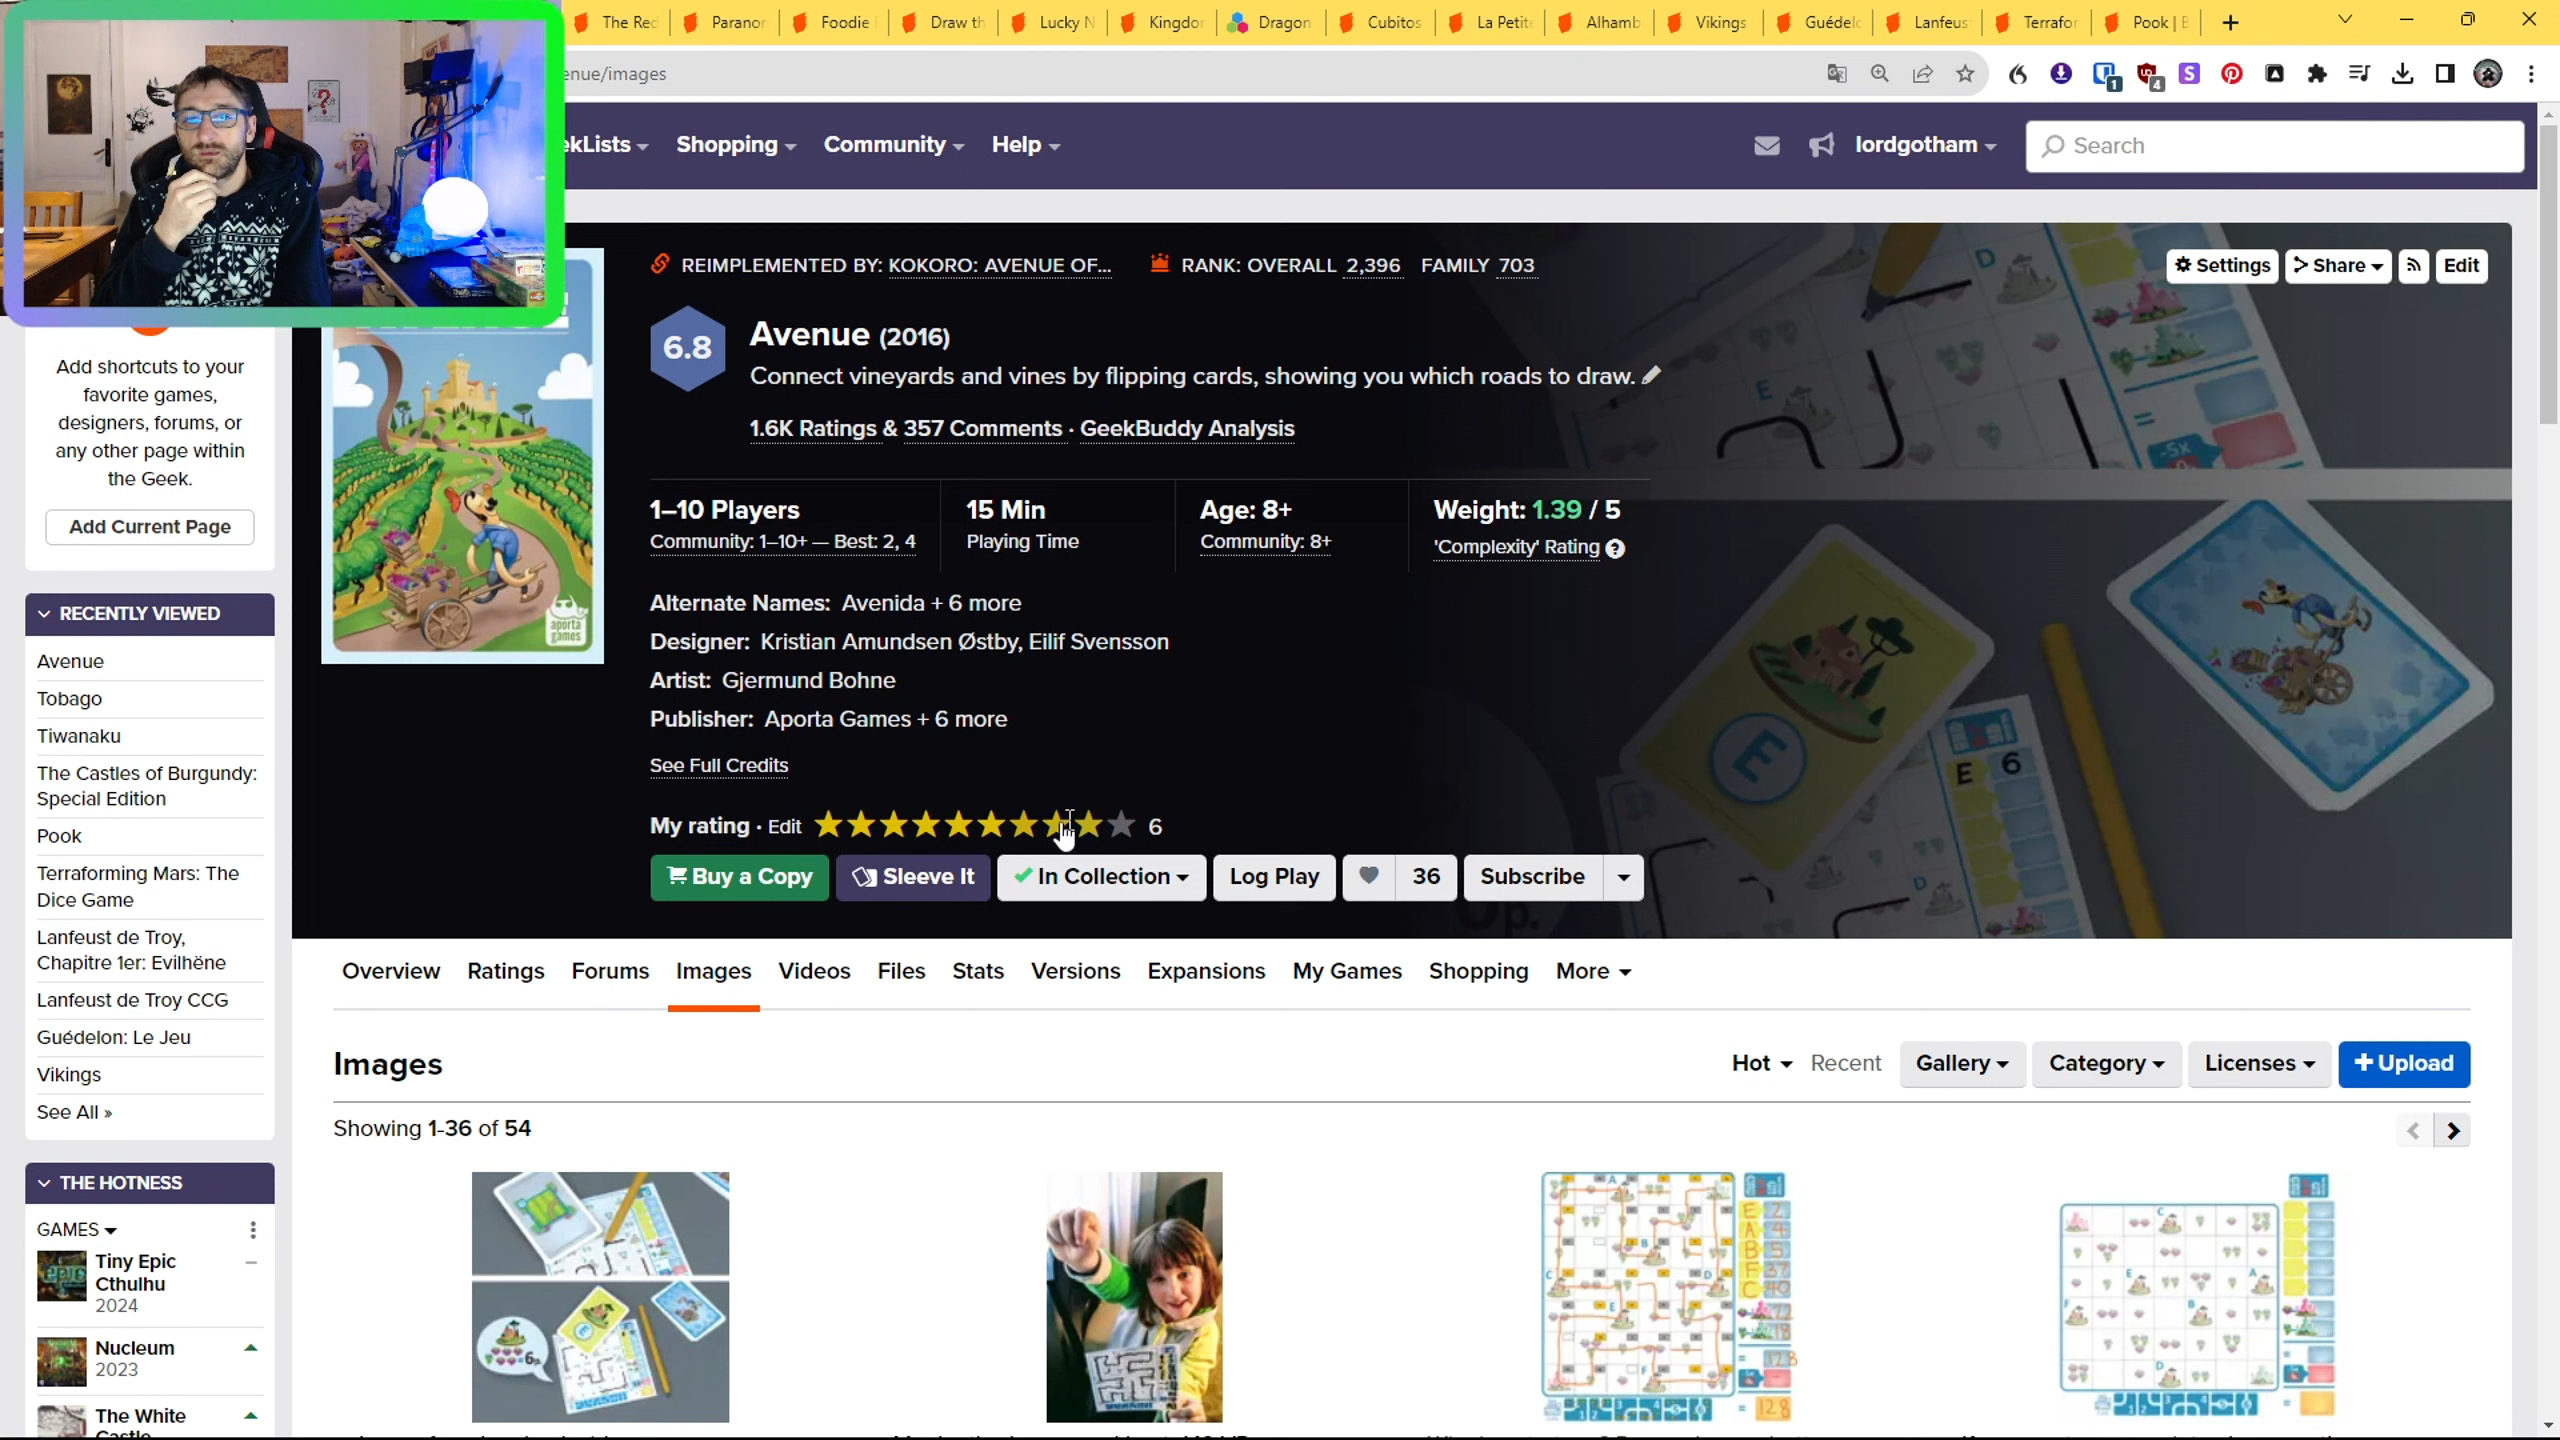 The Red
Paranor
Foodie
Draw th
Lucky N
Kingdor
Dragon
Cubitos
La Petit
Alhamb
Vikings
Guédelo
Lanfeus
Terrafor
Pook | B
enue/images
1
4
S
ekLists
Shopping
Community
Help
lordgotham
Search
REIMPLEMENTED BY: KOKORO: AVENUE OF...
RANK: OVERALL 2,396 FAMILY 703
Settings
Share
Edit
6.8
Avenue (2016)
Connect vineyards and vines by flipping cards, showing you which roads to draw.
1.6K Ratings & 357 Comments · GeekBuddy Analysis
1–10 Players
Community: 1–10+ — Best: 2, 4
15 Min
Playing Time
Age: 8+
Community: 8+
Weight: 1.39 / 5
'Complexity' Rating
Alternate Names: Avenida + 6 more
Designer: Kristian Amundsen Østby, Eilif Svensson
Artist: Gjermund Bohne
Publisher: Aporta Games + 6 more
See Full Credits
My rating · Edit
6
Buy a Copy
Sleeve It
In Collection
Log Play
36
Subscribe
aporta
games
D
E
-5X
E
E 6
D
Add shortcuts to your
favorite games,
designers, forums, or
any other page within
the Geek.
Add Current Page
RECENTLY VIEWED
Avenue
Tobago
Tiwanaku
The Castles of Burgundy:
Special Edition
Pook
Terraforming Mars: The
Dice Game
Lanfeust de Troy,
Chapitre 1er: Evilhëne
Lanfeust de Troy CCG
Guédelon: Le Jeu
Vikings
See All »
THE HOTNESS
GAMES
Tiny Epic
Cthulhu
2024
Nucleum
2023
The White
Castle
Overview
Ratings
Forums
Images
Videos
Files
Stats
Versions
Expansions
My Games
Shopping
More
Images
Hot
Recent
Gallery
Category
Licenses
Upload
Showing 1-36 of 54